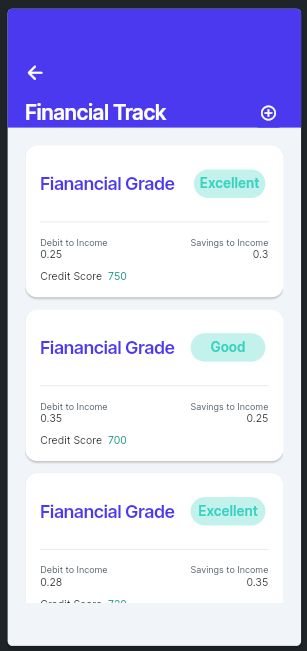 Financial Track
Fianancial Grade Excellent
Debit to Income Savings to Income
0.25 0.3
Credit Score 750
Fianancial Grade Good
Debit to Income Savings to Income
0.35 0.25
Credit Score 700
Fianancial Grade Excellent
Debit to Income Savings to Income
0.28 0.35
Credit Score